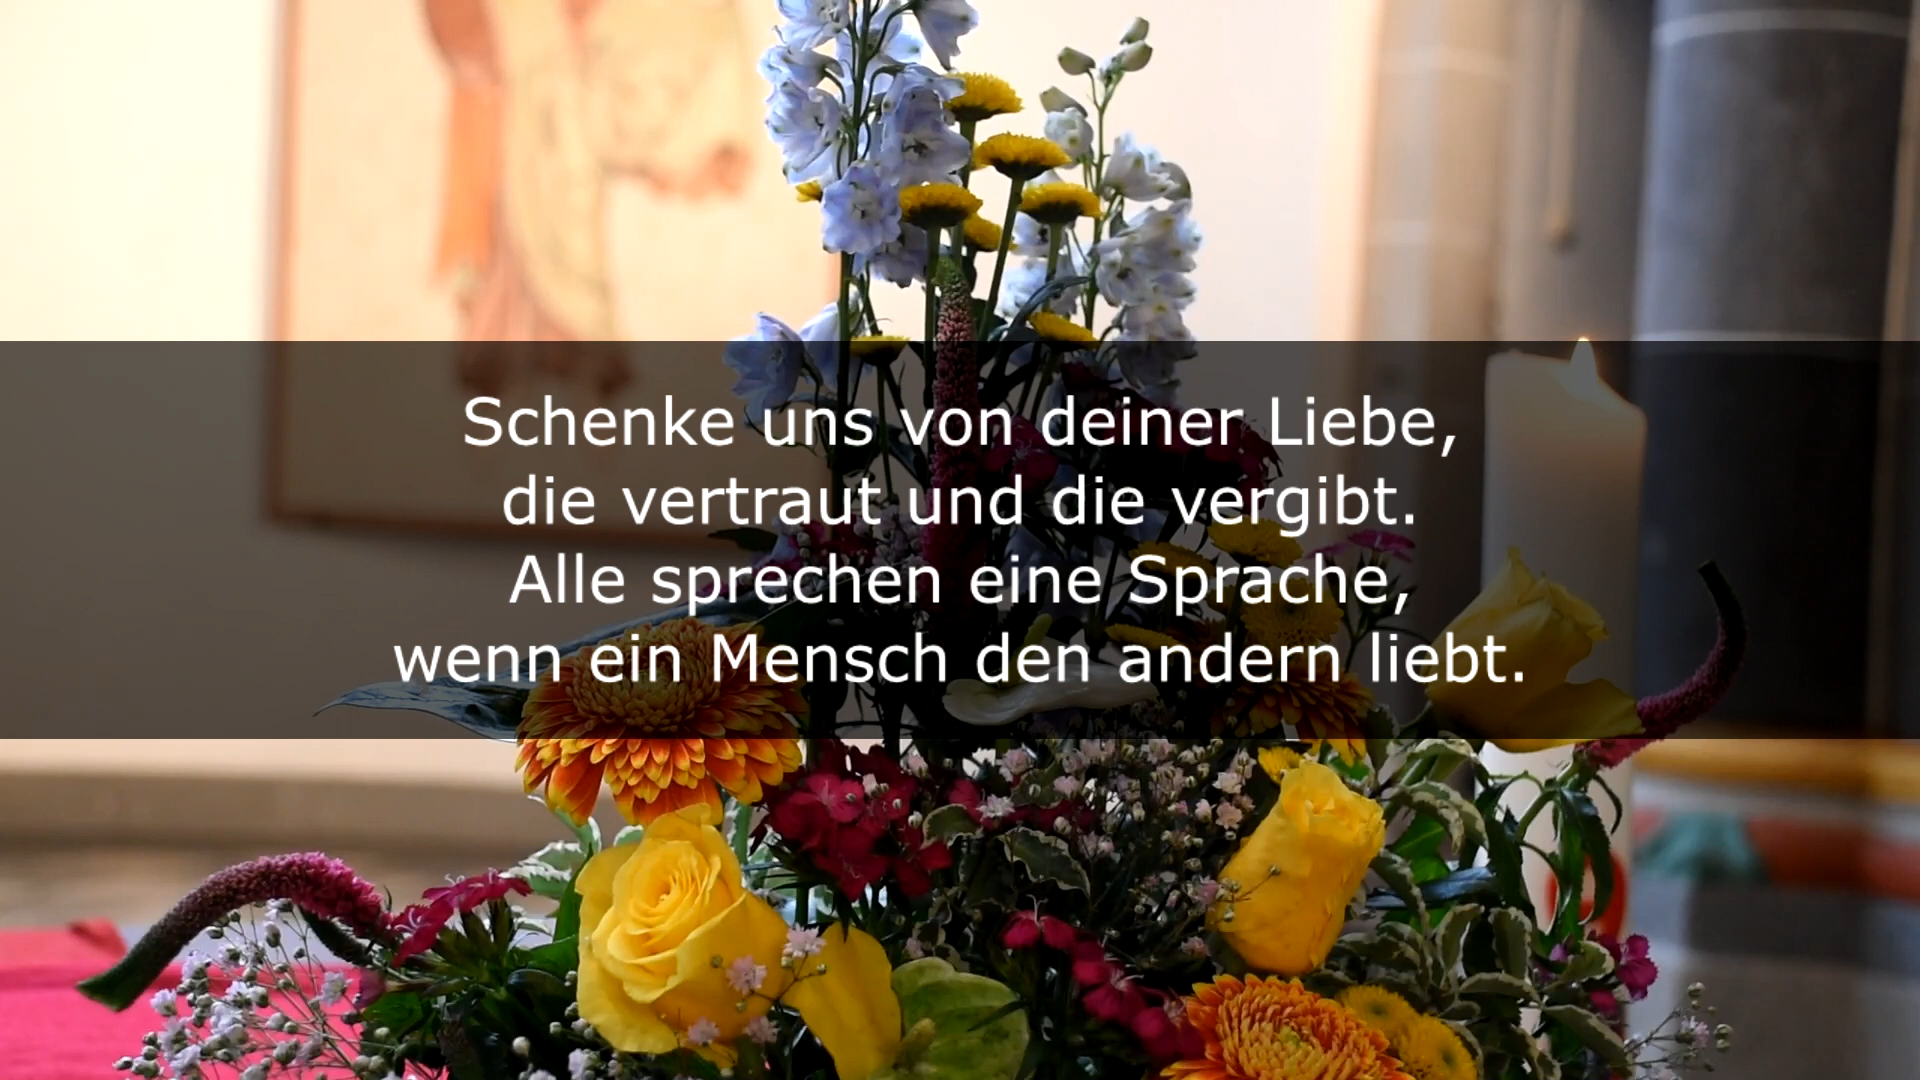 Schenke uns von deiner Liebe,
die vertraut und die vergibt.
Alle sprechen eine Sprache,
wenn ein Mensch den andern liebt.